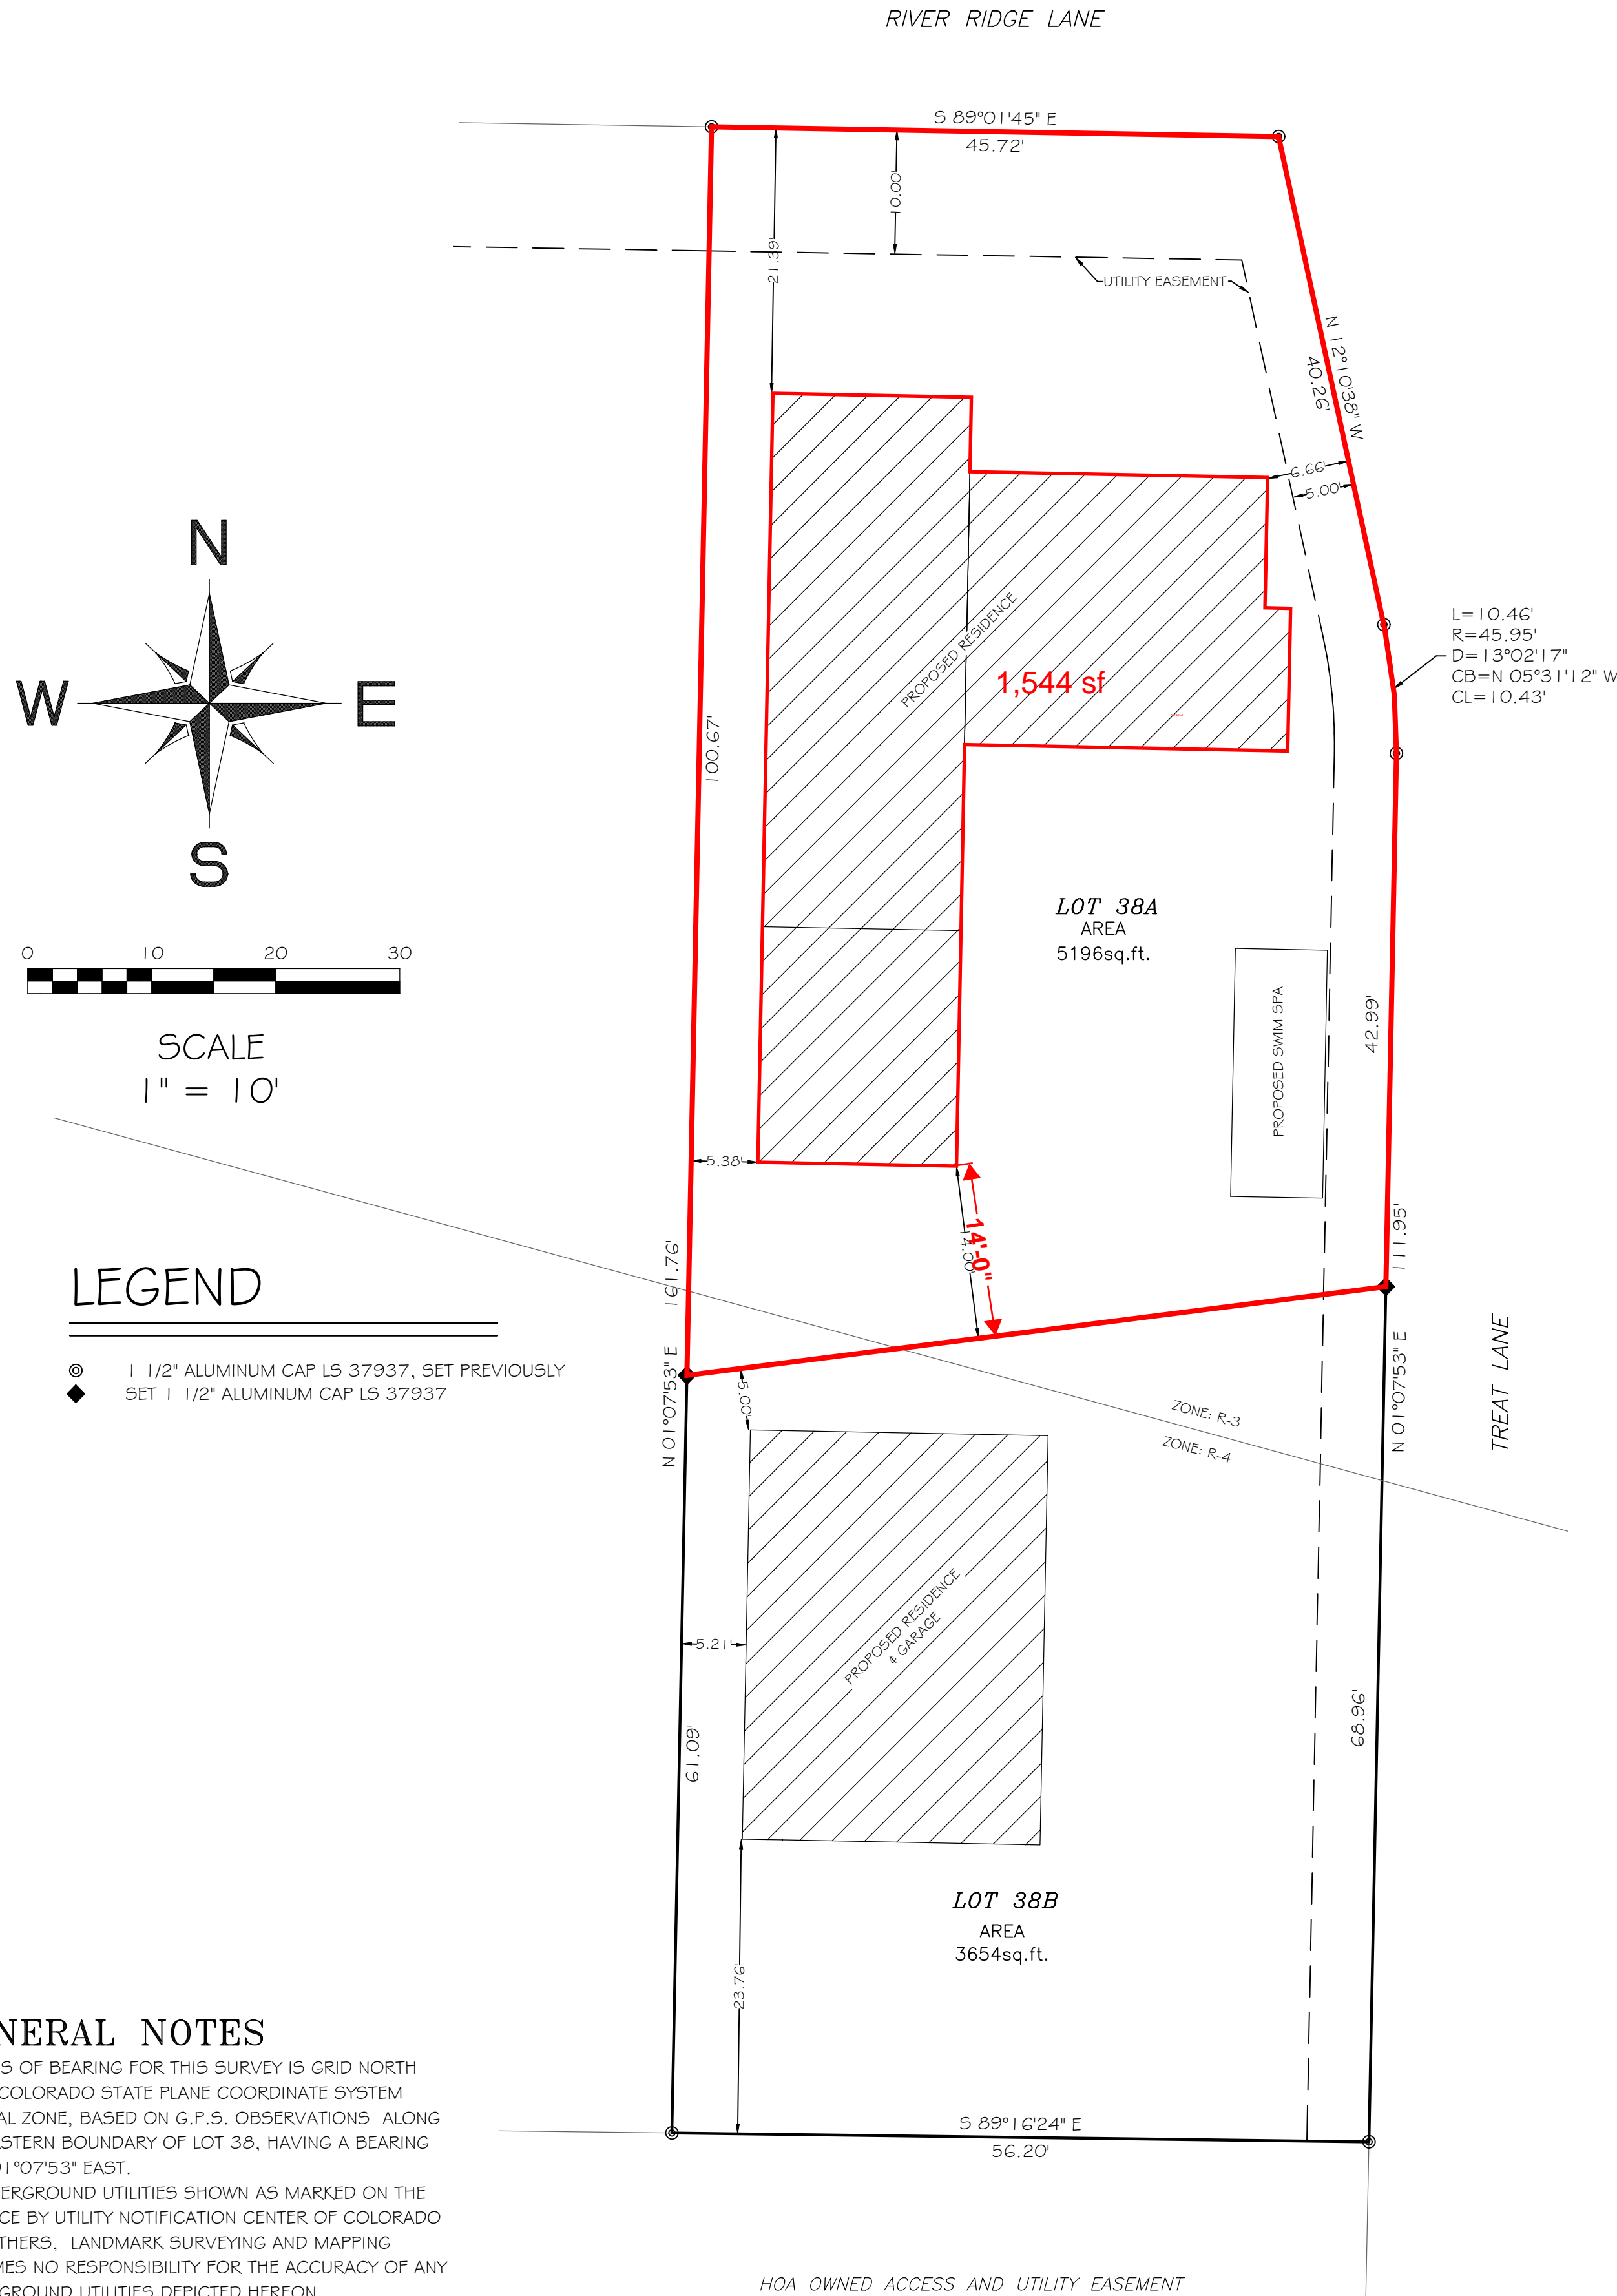 RIVER RIDGE LANE
S 89°01'45" E
45.72'
10.00'
21.39'
UTILITY EASEMENT
N 12°10'38" W
40.26'
6.66'
5.00'
N
W
E
S
L=10.46'
R=45.95'
D=13°02'17"
CB=N 05°31'12" W
CL=10.43'
PROPOSED RESIDENCE
1,544 sf
100.67'
LOT 38A
AREA
5196sq.ft.
0 10 20 30
SCALE
1" = 10'
PROPOSED SWIM SPA
42.99'
5.38'
14.00'
14'-0"
N 01°07'53" E 161.76'
N 01°07'53" E 111.95'
LEGEND
1 1/2" ALUMINUM CAP LS 37937, SET PREVIOUSLY
SET 1 1/2" ALUMINUM CAP LS 37937
5.00'
ZONE: R-3
ZONE: R-4
TREAT LANE
PROPOSED RESIDENCE
& GARAGE
5.21'
61.09'
68.96'
LOT 38B
AREA
3654sq.ft.
23.76'
S 89°16'24" E
56.20'
NERAL NOTES
S OF BEARING FOR THIS SURVEY IS GRID NORTH
COLORADO STATE PLANE COORDINATE SYSTEM
AL ZONE, BASED ON G.P.S. OBSERVATIONS ALONG
STERN BOUNDARY OF LOT 38, HAVING A BEARING
01°07'53" EAST.
ERGROUND UTILITIES SHOWN AS MARKED ON THE
CE BY UTILITY NOTIFICATION CENTER OF COLORADO
THERS, LANDMARK SURVEYING AND MAPPING
MES NO RESPONSIBILITY FOR THE ACCURACY OF ANY
GROUND UTILITIES DEPICTED HEREON
HOA OWNED ACCESS AND UTILITY EASEMENT